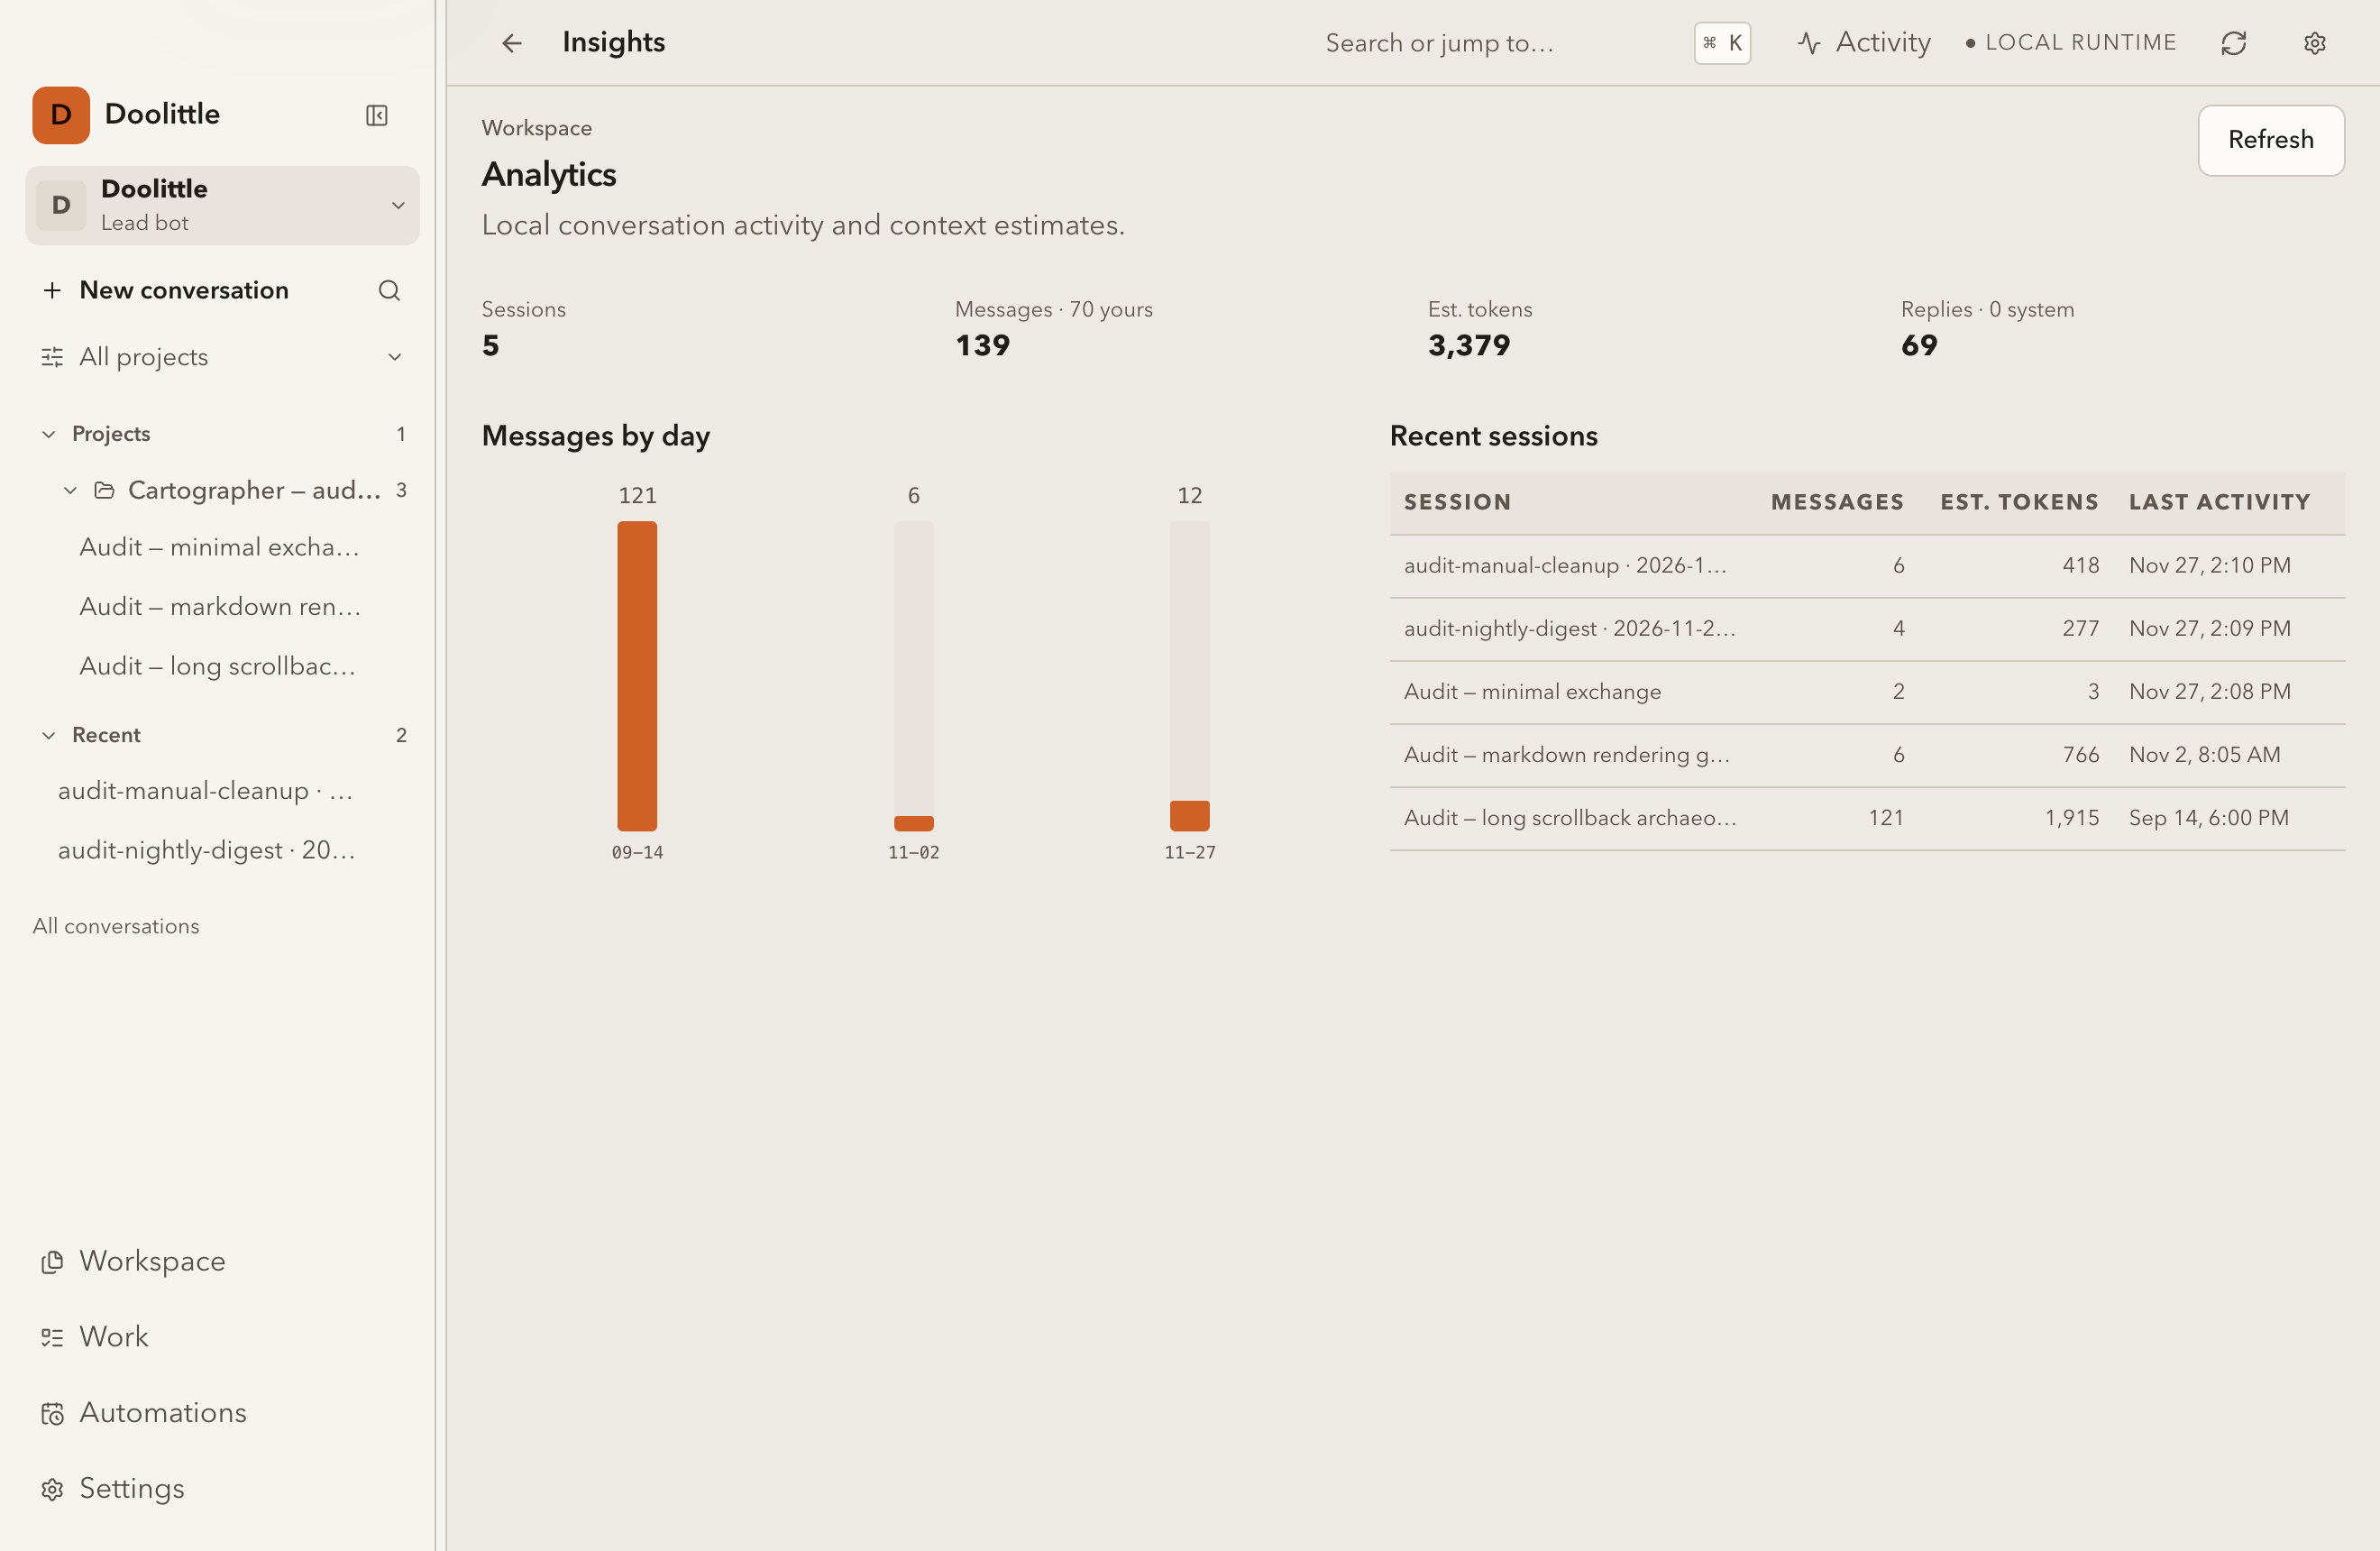 D Doolittle
D Doolittle
Lead bot
New conversation
All projects
Projects 1
Cartographer – aud... 3
Audit – minimal excha...
Audit – markdown ren...
Audit – long scrollbac...
Recent 2
audit-manual-cleanup · ...
audit-nightly-digest · 20...
All conversations
Workspace
Work
Automations
Settings
Insights
Search or jump to... ⌘ K Activity • LOCAL RUNTIME
Workspace
Analytics
Local conversation activity and context estimates.
Refresh
Sessions
5
Messages · 70 yours
139
Est. tokens
3,379
Replies · 0 system
69
Messages by day
121 6 12
09-14 11-02 11-27
Recent sessions
SESSION MESSAGES EST. TOKENS LAST ACTIVITY
audit-manual-cleanup · 2026-1... 6 418 Nov 27, 2:10 PM
audit-nightly-digest · 2026-11-2... 4 277 Nov 27, 2:09 PM
Audit – minimal exchange 2 3 Nov 27, 2:08 PM
Audit – markdown rendering g... 6 766 Nov 2, 8:05 AM
Audit – long scrollback archaeo... 121 1,915 Sep 14, 6:00 PM